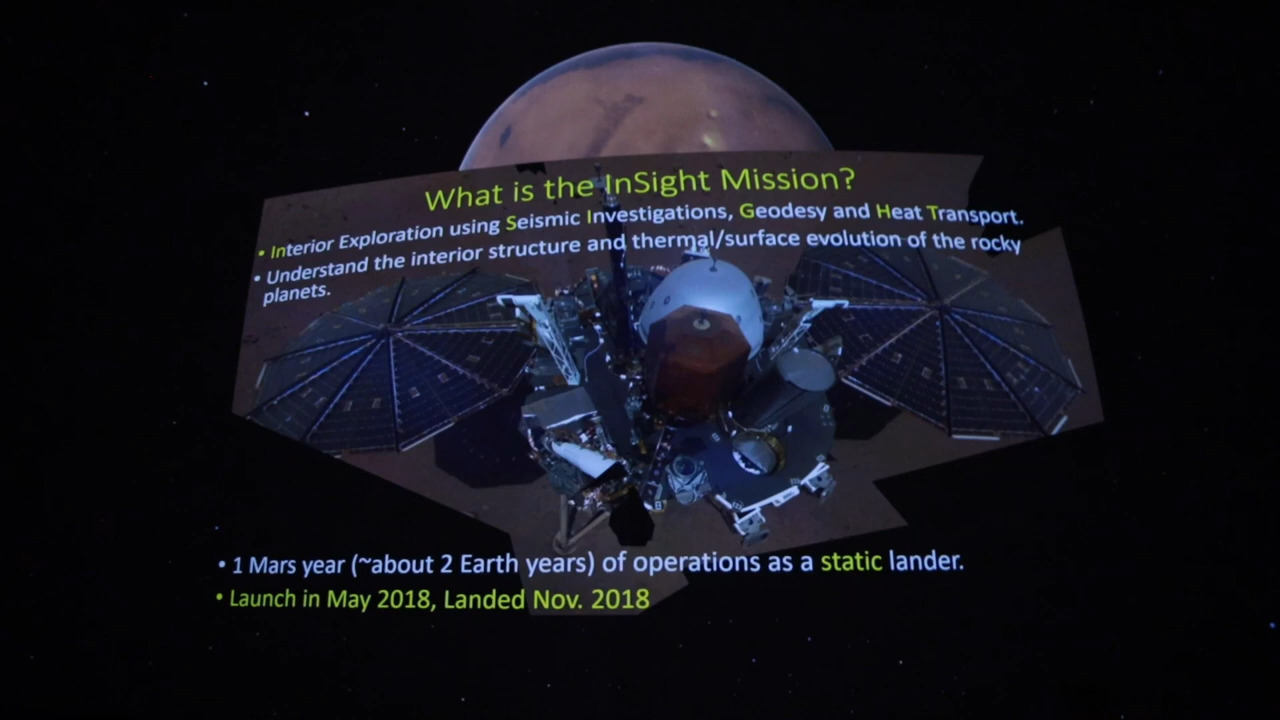 What is the InSight Mission?
• Interior Exploration using Seismic Investigations, Geodesy and Heat Transport.
• Understand the interior structure and thermal/surface evolution of the rocky
planets.
• 1 Mars year (~about 2 Earth years) of operations as a static lander.
• Launch in May 2018, Landed Nov. 2018